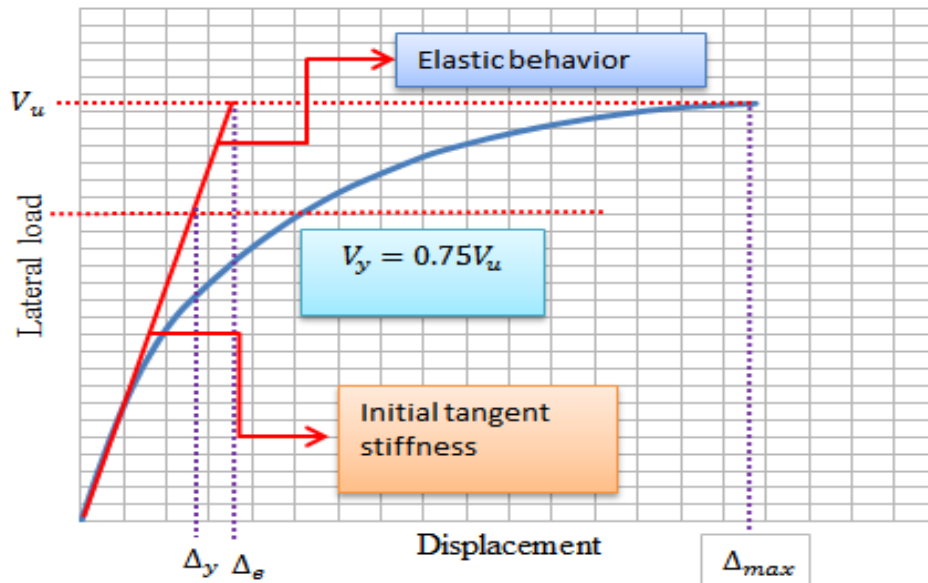 Elastic behavior
V_u
Lateral load
V_y = 0.75V_u
Initial tangent
stiffness
Δ_y Δ_e
Displacement
Δ_max